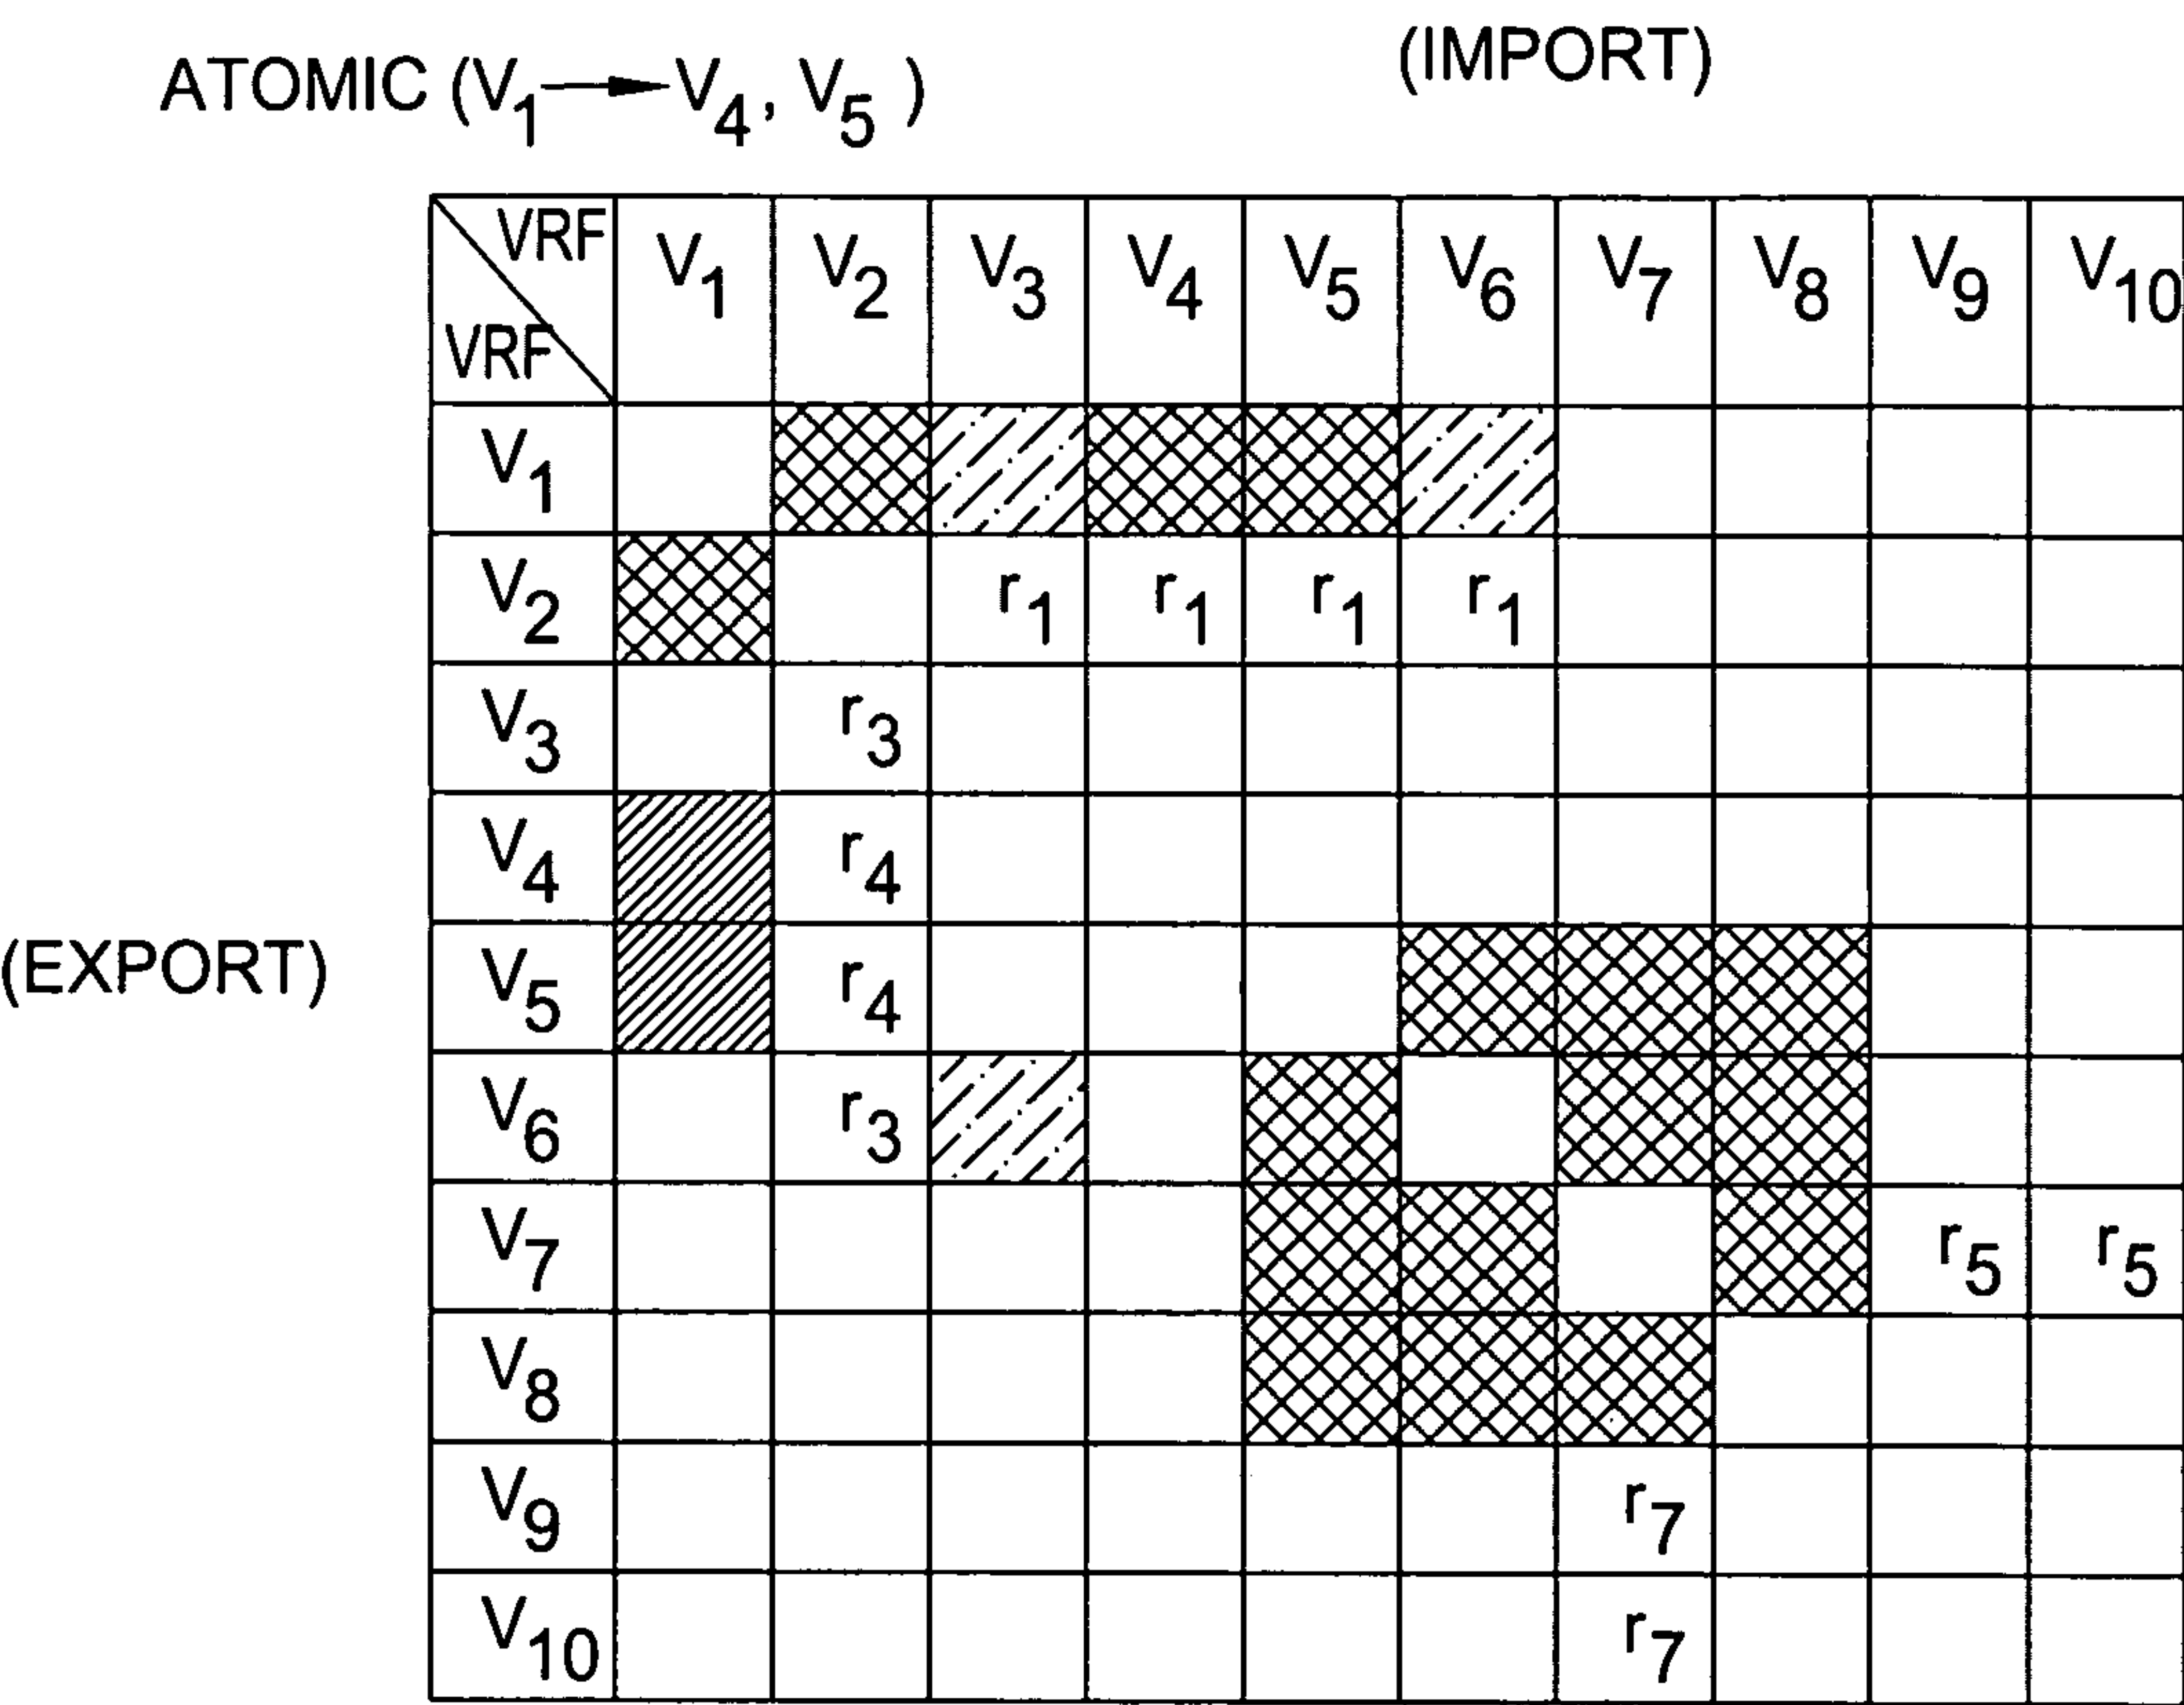 (IMPORT)
ATOMIC (V₁ → V₄, V₅ )
VRF V₁ V₂ V₃ V₄ V₅ V₆ V₇ V₈ V₉ V₁₀
VRF
V₁
V₂ r₁ r₁ r₁ r₁
V₃ r₃
V₄ r₄
(EXPORT) V₅ r₄
V₆ r₃
V₇ r₅ r₅
V₈
V₉ r₇
V₁₀ r₇